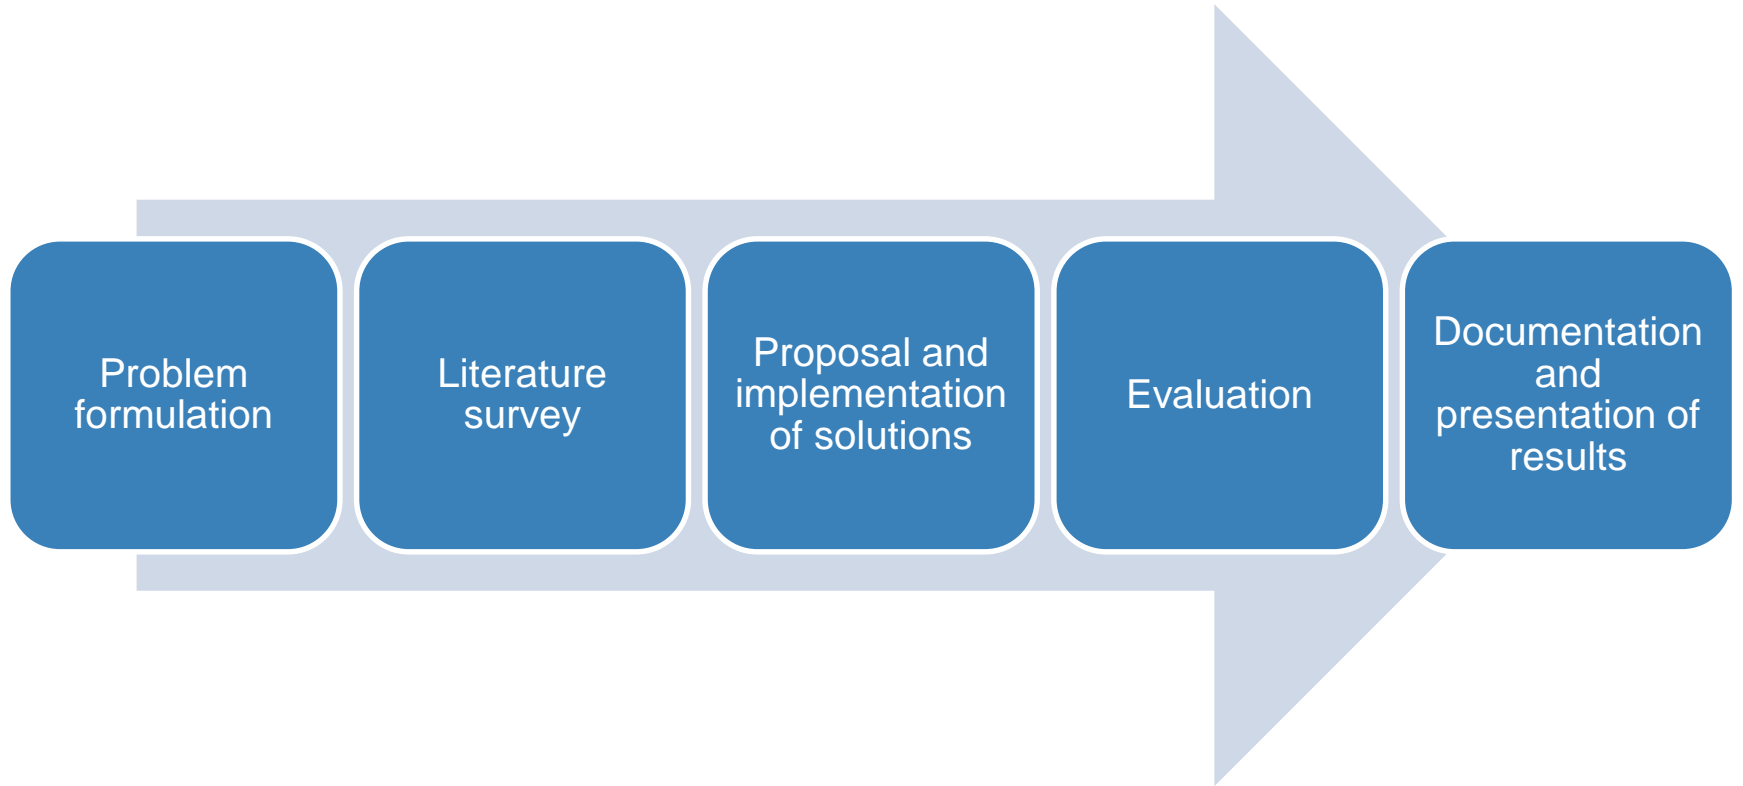 Problem
formulation
Literature
survey
Proposal and
implementation
of solutions
Evaluation
Documentation
and
presentation of
results